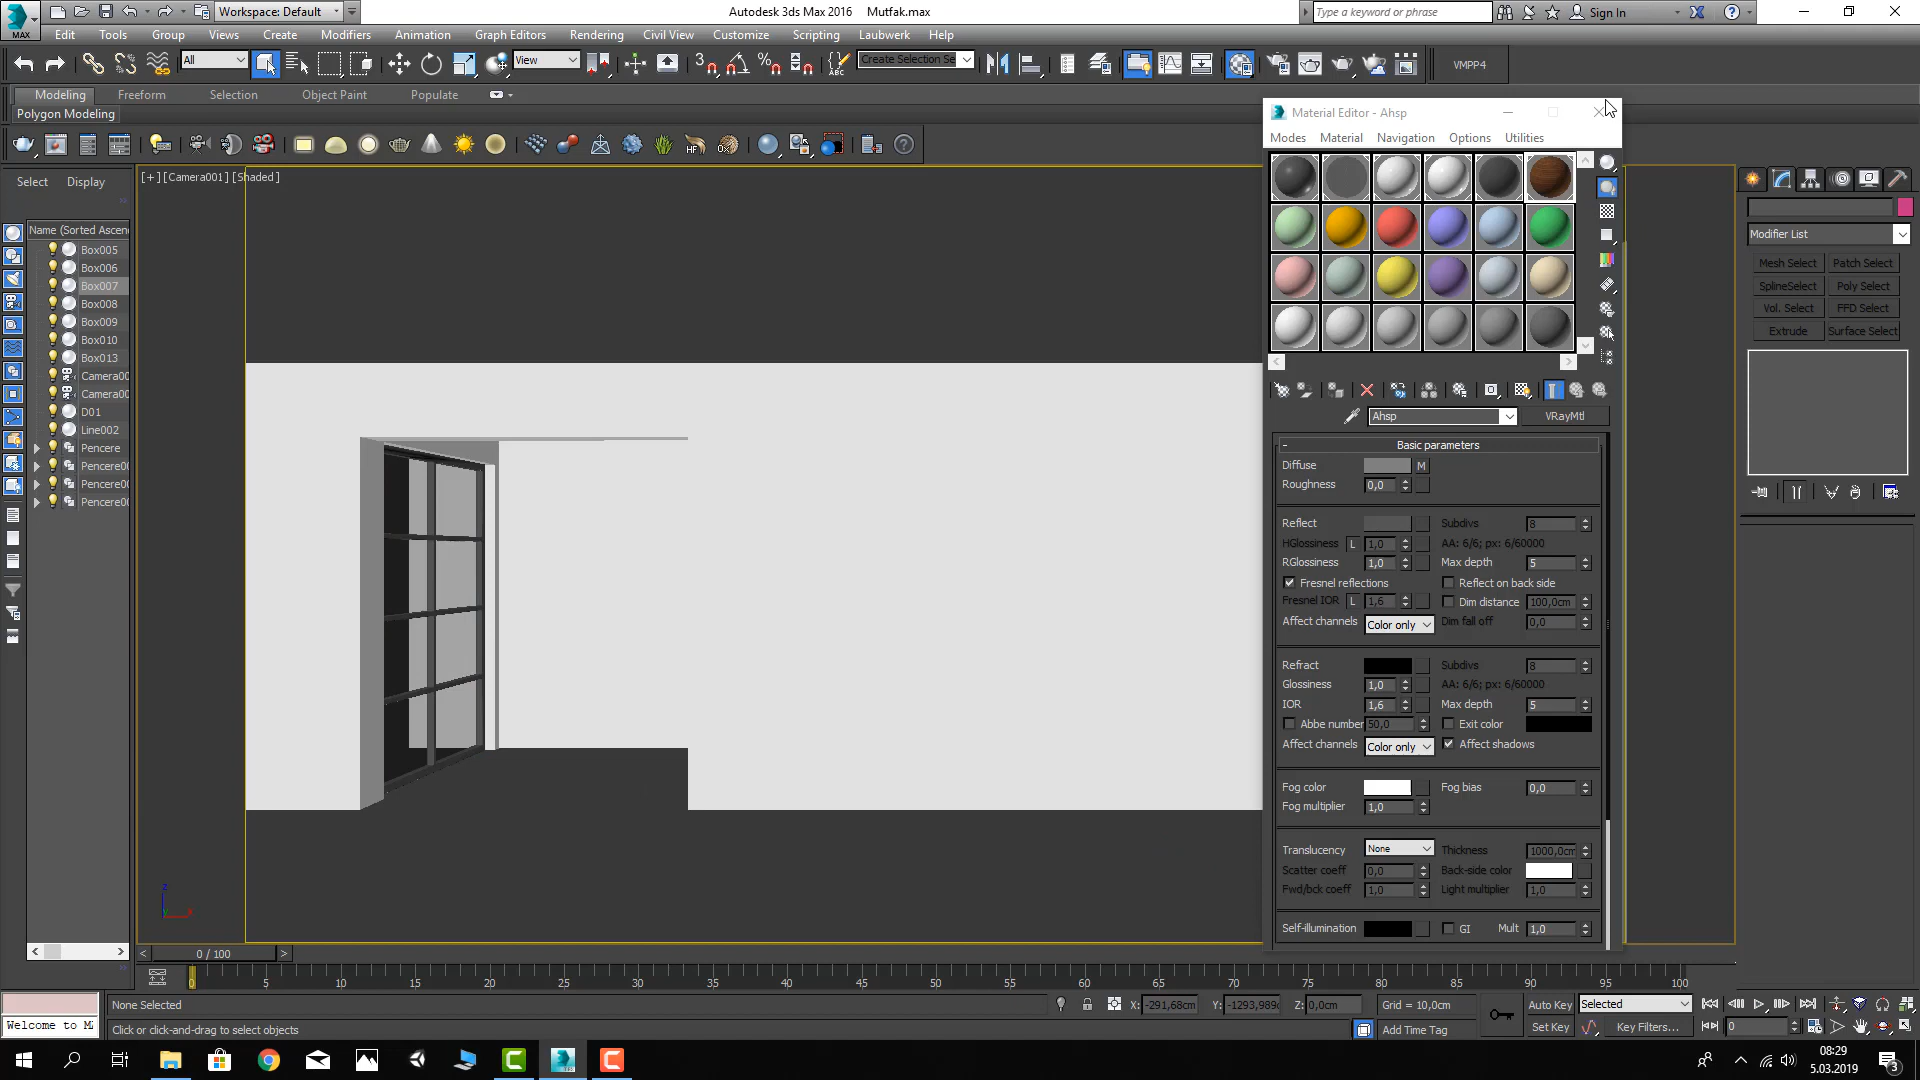 MAX
Workspace: Default
Autodesk 3ds Max 2016 Mutfak.max
Type a keyword or phrase
Sign In
Edit Tools Group Views Create Modifiers Animation Graph Editors Rendering Civil View Customize Scripting Laubwerk Help
All
View
Create Selection Se
VMPP4
Modeling Freeform Selection Object Paint Populate
Polygon Modeling
HF
Select Display
Name (Sorted Ascen
Box005
Box006
Box007
Box008
Box009
Box010
Box013
Camera00
Camera00
D01
Line002
Pencere
Pencere00
Pencere00
Pencere00
[+] [Camera001] [Shaded]
Material Editor - Ahsp
Modes Material Navigation Options Utilities
Ahsp VRayMtl
Basic parameters
Diffuse M
Roughness 0,0
Reflect Subdivs 8
HGlossiness L 1,0 AA: 6/6; px: 6/60000
RGlossiness 1,0 Max depth 5
Fresnel reflections Reflect on back side
Fresnel IOR L 1,6 Dim distance 100,0cm
Affect channels Color only Dim fall off 0,0
Refract Subdivs 8
Glossiness 1,0 AA: 6/6; px: 6/60000
IOR 1,6 Max depth 5
Abbe number 50,0 Exit color
Affect channels Color only Affect shadows
Fog color Fog bias 0,0
Fog multiplier 1,0
Translucency None Thickness 1000,0cm
Scatter coeff 0,0 Back-side color
Fwd/bck coeff 1,0 Light multiplier 1,0
Self-illumination GI Mult 1,0
Modifier List
Mesh Select Patch Select
SplineSelect Poly Select
Vol. Select FFD Select
Extrude Surface Select
z
x
< 0 / 100 >
0 5 10 15 20 25 30 35 40 45 50 55 60 65 70 75 80 85 90 95 100
None Selected
X: -291,68cm Y: -1293,989c Z: 0,0cm Grid = 10,0cm
Auto Key Selected
Welcome to M
Click or click-and-drag to select objects
Add Time Tag
Set Key Key Filters...
0
08:29
5.03.2019
3